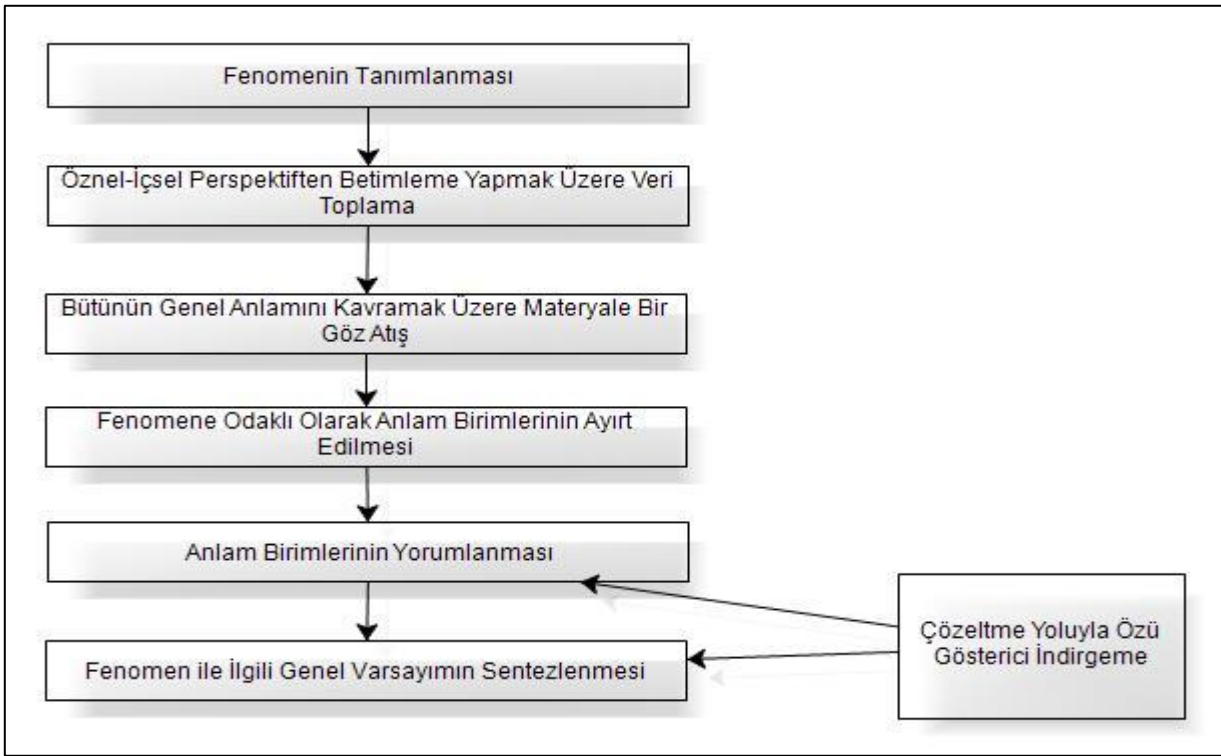 Fenomenin Tanımlanması
Öznel-İçsel Perspektiften Betimleme Yapmak Üzere Veri
Toplama
Bütünün Genel Anlamını Kavramak Üzere Materyale Bir
Göz Atış
Fenomene Odaklı Olarak Anlam Birimlerinin Ayırt
Edilmesi
Anlam Birimlerinin Yorumlanması
Fenomen ile İlgili Genel Varsayımın Sentezlenmesi
Çözeltme Yoluyla Özü
Gösterici İndirgeme